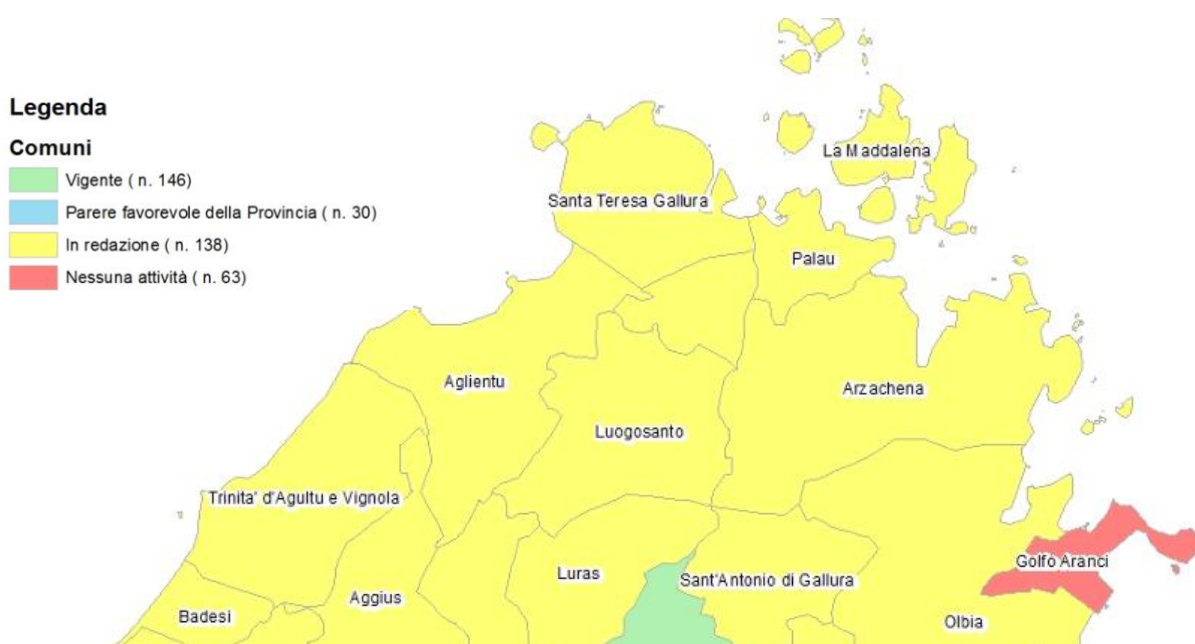 Legenda
Comuni
Vigente ( n. 146)
Parere favorevole della Provincia ( n. 30)
In redazione ( n. 138)
Nessuna attività ( n. 63)
La Maddalena
Santa Teresa Gallura
Palau
Aglientu
Arzachena
Luogosanto
Trinita' d'Agultu e Vignola
Golfo Aranci
Luras
Sant'Antonio di Gallura
Aggius
Badesi
Olbia